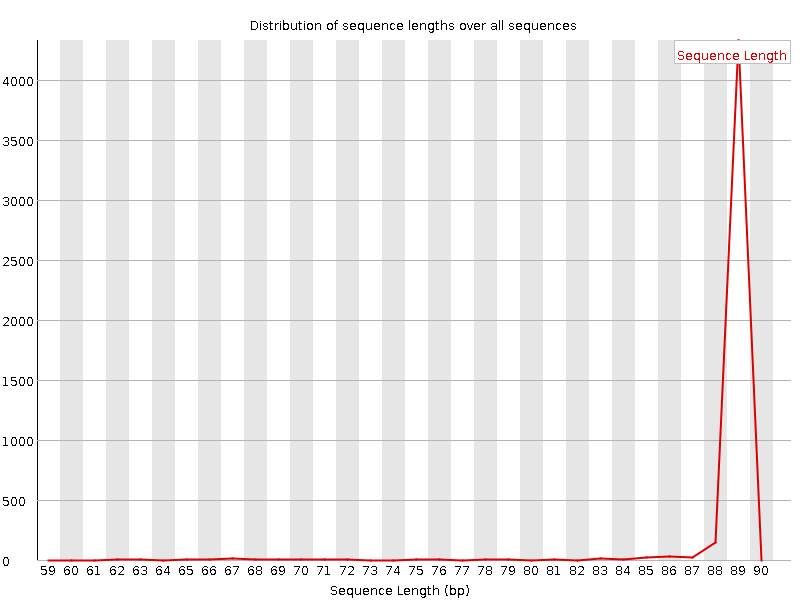 Distribution of sequence lengths over all sequences
Sequence Length
4000
3500
3000
2500
2000
1500
1000
500
0
59 60 61 62 63 64 65 66 67 68 69 70 71 72 73 74 75 76 77 78 79 80 81 82 83 84 85 86 87 88 89 90
Sequence Length (bp)